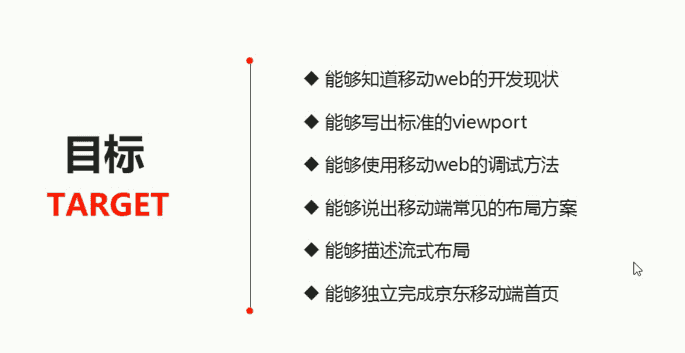 目标
TARGET
◆ 能够知道移动web的开发现状
◆ 能够写出标准的viewport
◆ 能够使用移动web的调试方法
◆ 能够说出移动端常见的布局方案
◆ 能够描述流式布局
◆ 能够独立完成京东移动端首页